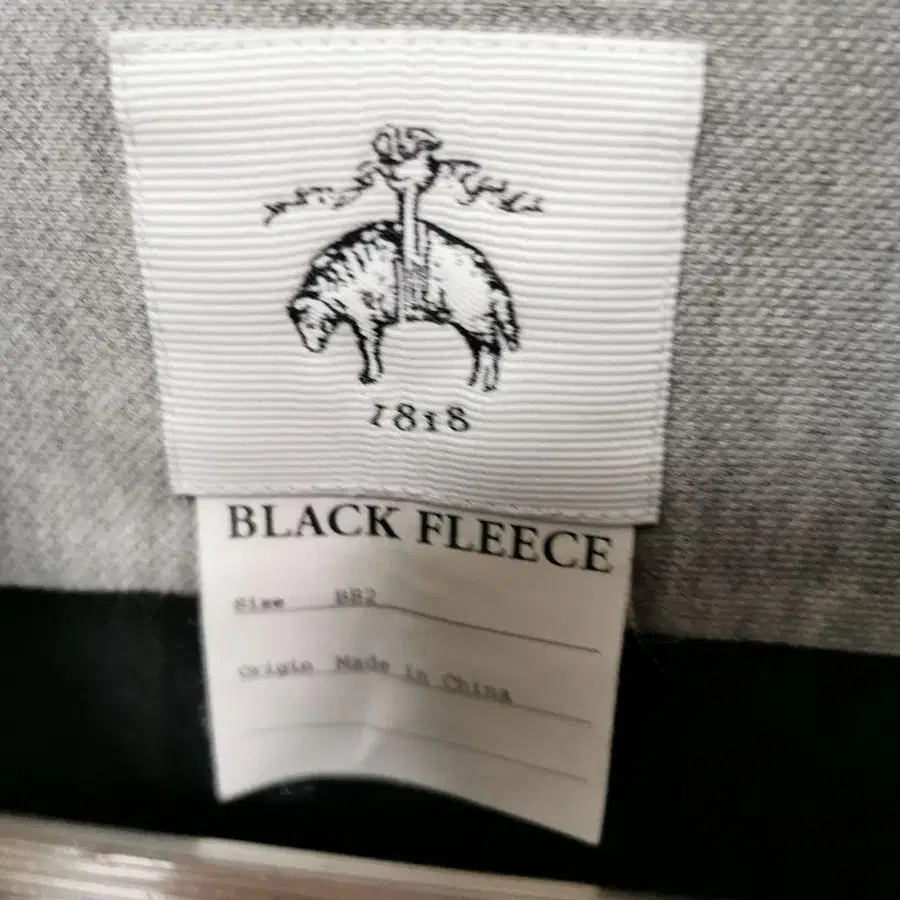 1818
BLACK FLEECE
Size BB2
Origin Made in China